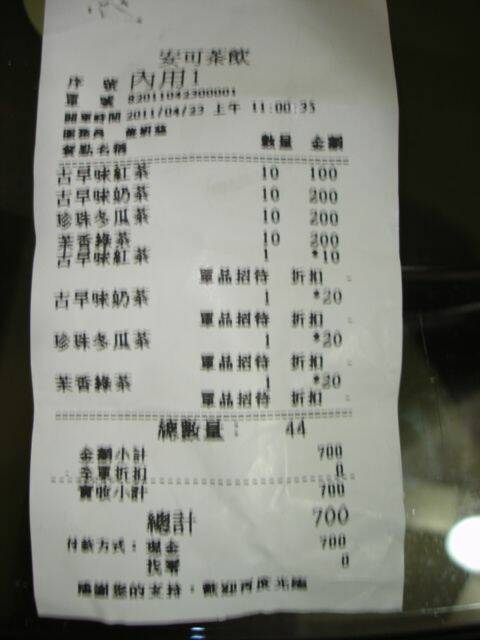 安可茶飲
序 號 內用1
單 號 82011042300001
開單時間 2011/04/23 上午 11:00:35
服務員
餐點名稱 數量 金額
古早味紅茶 10 100
古早味奶茶 10 200
珍珠冬瓜茶 10 200
茉香綠茶 10 200
古早味紅茶 1 *10
單品招待 折扣 :
古早味奶茶 1 *20
單品招待 折扣 :
珍珠冬瓜茶 1 *20
單品招待 折扣 :
茉香綠茶 1 *20
單品招待 折扣 :
總數量: 44
金額小計 700
全單折扣 0
實收小計 700
總計 700
付款方式: 現金 700
找零 0
感謝您的支持,歡迎再度光臨